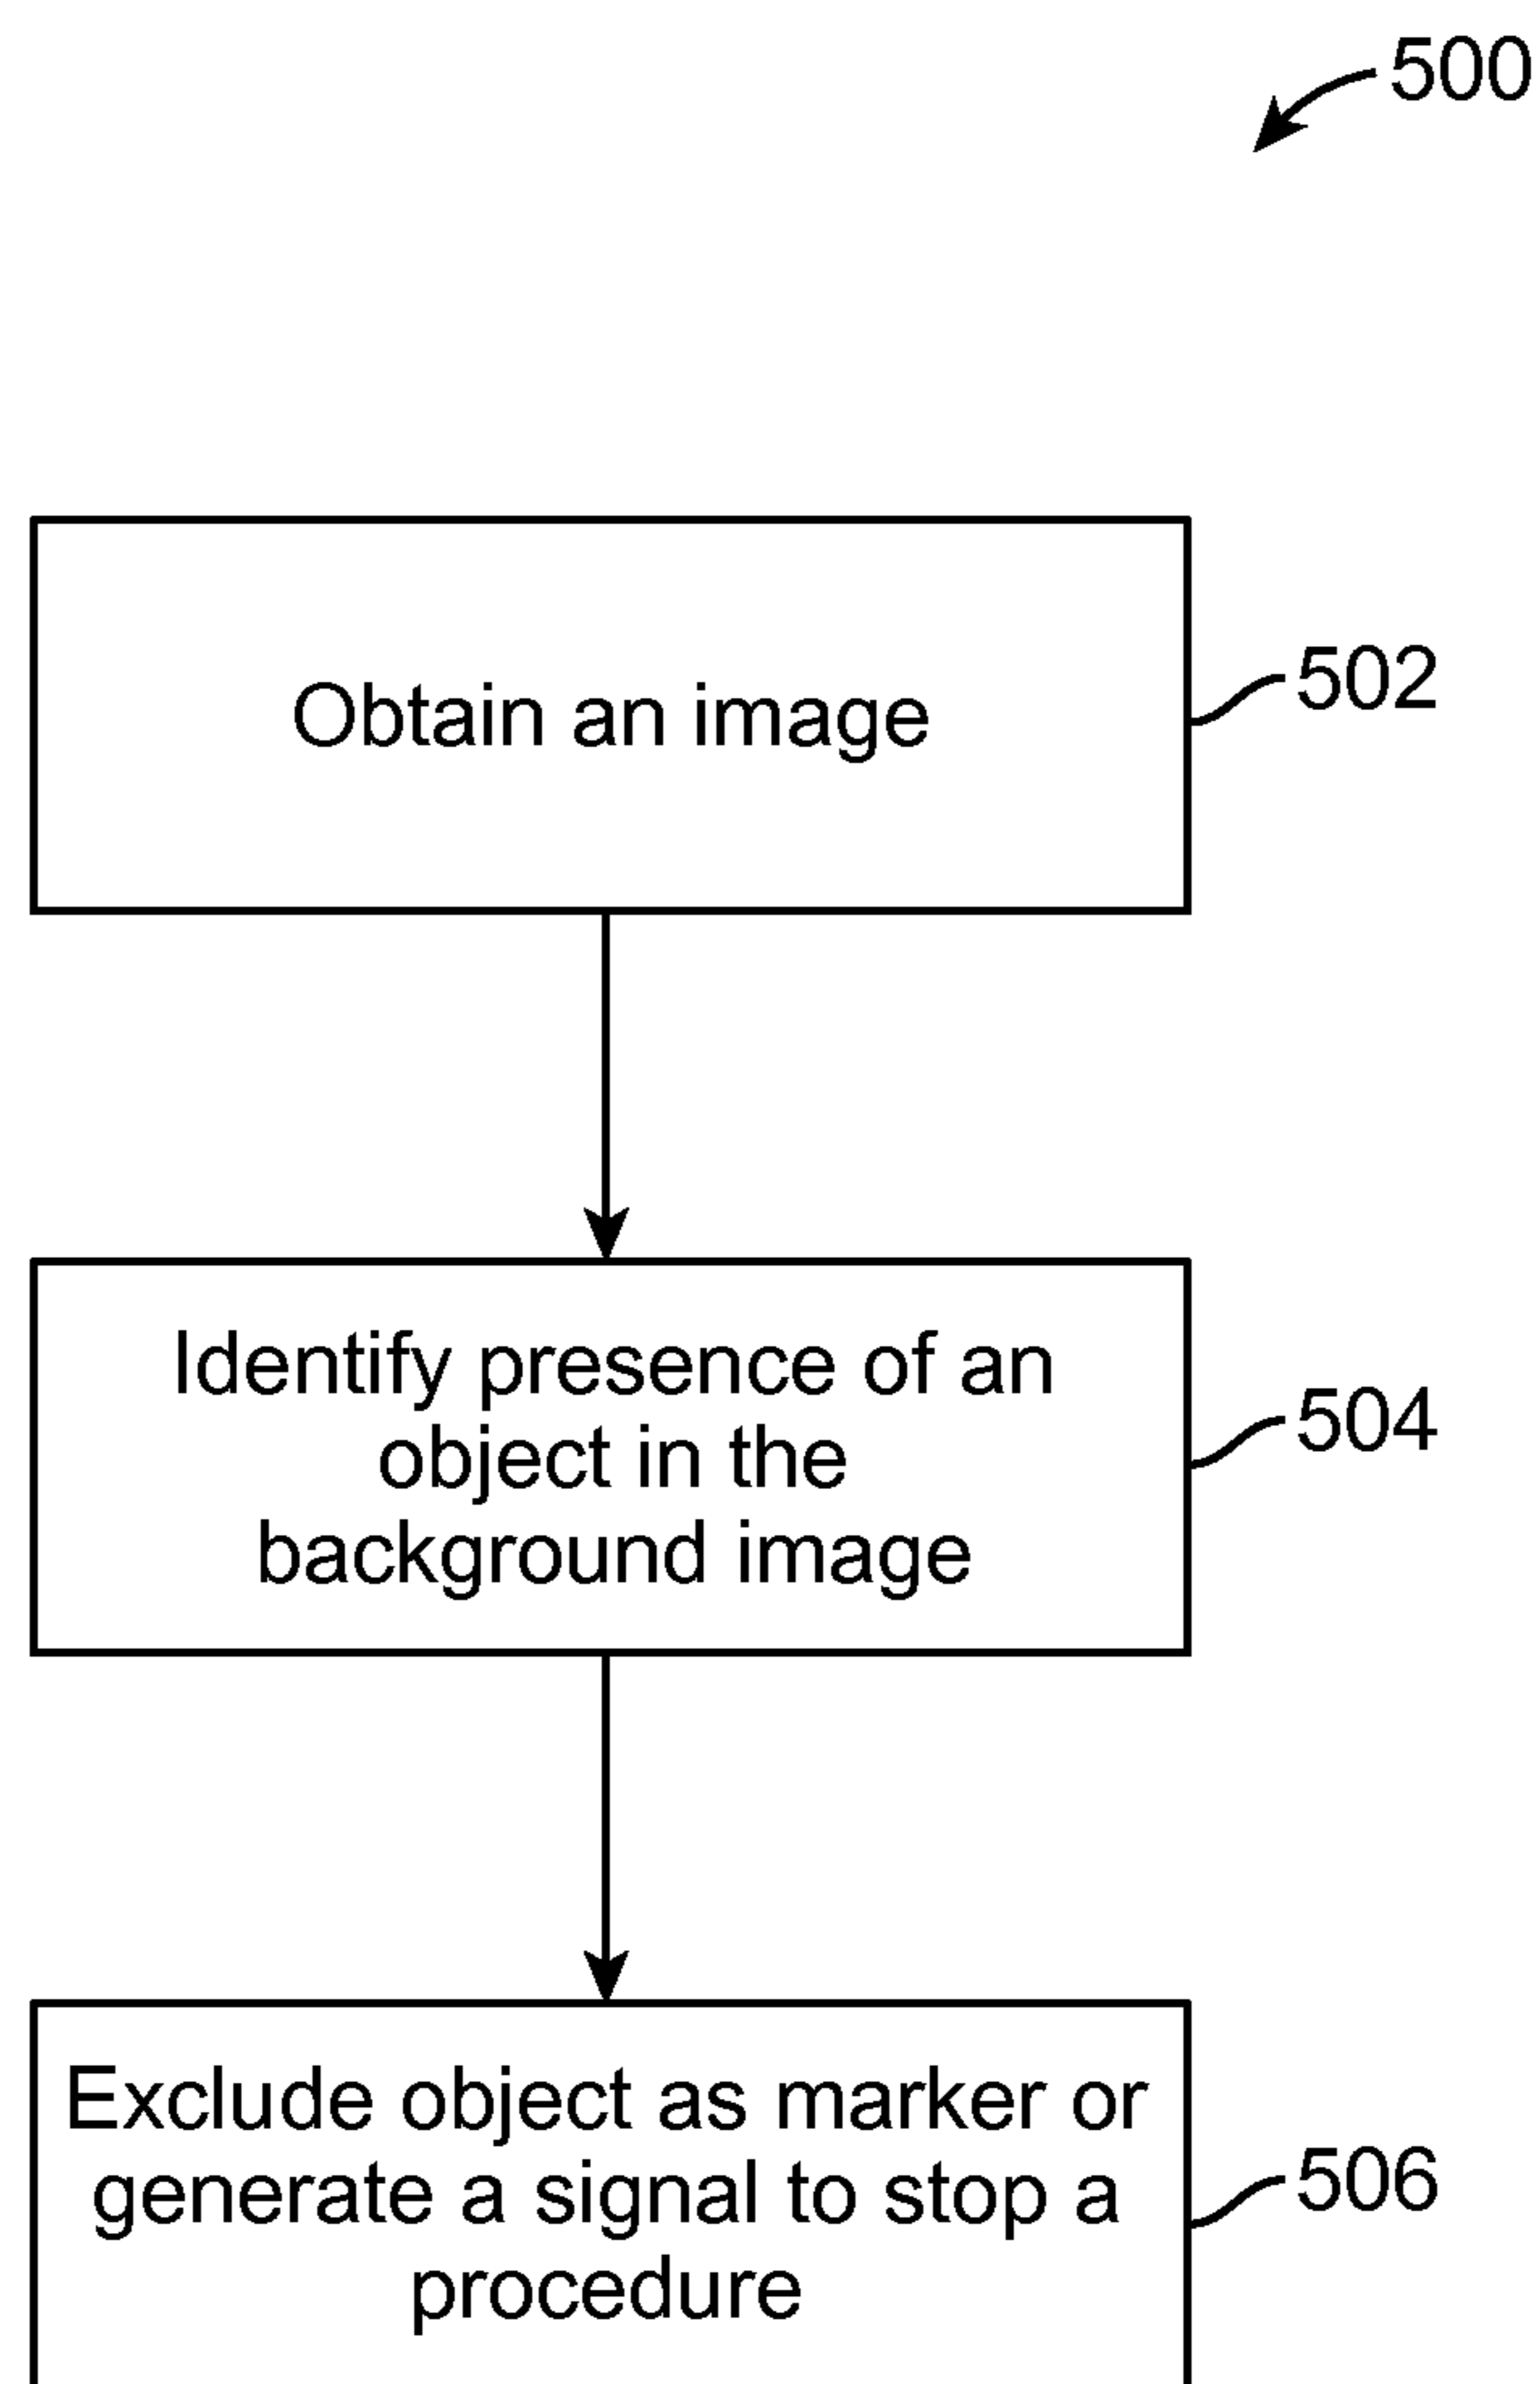 500
Obtain an image
502
Identify presence of an
object in the
background image
504
Exclude object as marker or
generate a signal to stop a
procedure
506